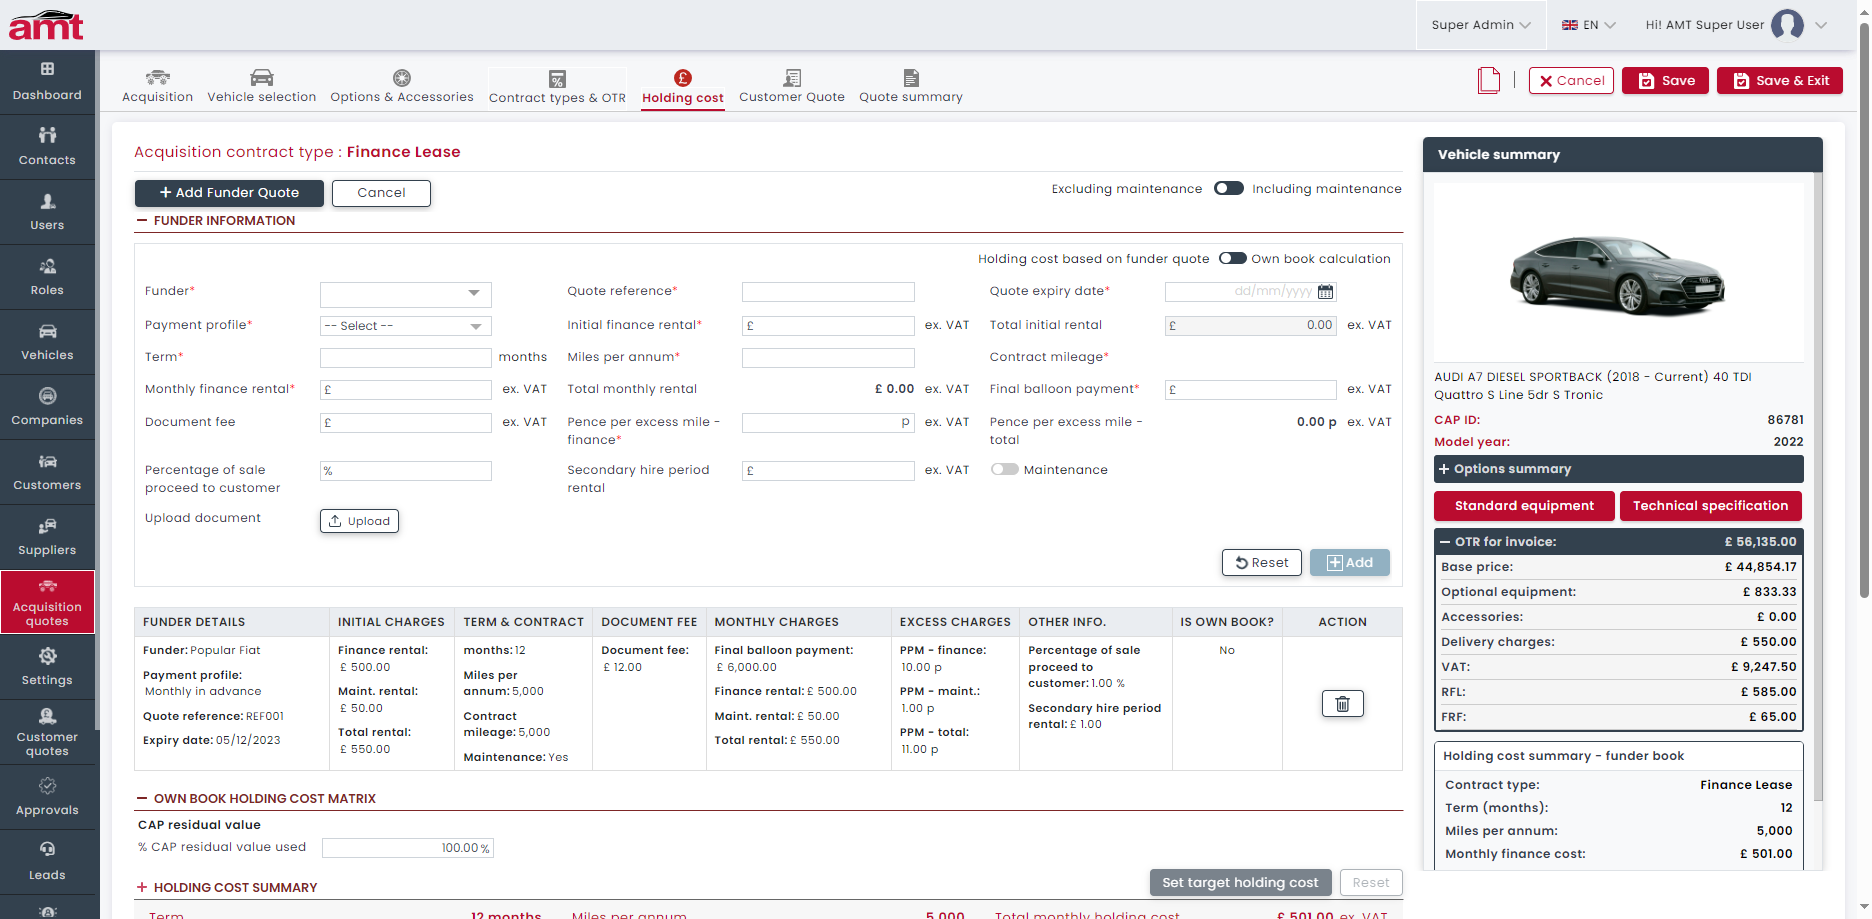 amt
Super Admin
EN
Hi! AMT Super User
Dashboard
Contacts
Users
Roles
Vehicles
Companies
Customers
Suppliers
Acquisition
quotes
Settings
Customer
quotes
Approvals
Leads
Acquisition
Vehicle selection
Options & Accessories
Contract types & OTR
Holding cost
Customer Quote
Quote summary
Cancel
Save
Save & Exit
Acquisition contract type : Finance Lease
+ Add Funder Quote
Cancel
Excluding maintenance
Including maintenance
FUNDER INFORMATION
Holding cost based on funder quote
Own book calculation
Funder*
Quote reference*
Quote expiry date*
dd/mm/yyyy
Payment profile*
-- Select --
Initial finance rental*
£
ex. VAT
Total initial rental
£ 0.00
ex. VAT
Term*
months
Miles per annum*
Contract mileage*
Monthly finance rental*
£
ex. VAT
Total monthly rental
£ 0.00
ex. VAT
Final balloon payment*
£
ex. VAT
Document fee
£
ex. VAT
Pence per excess mile -
finance*
p
ex. VAT
Pence per excess mile -
total
0.00 p
ex. VAT
Percentage of sale
proceed to customer
%
Secondary hire period
rental
£
ex. VAT
Maintenance
Upload document
Upload
Reset
Add
FUNDER DETAILS
INITIAL CHARGES
TERM & CONTRACT
DOCUMENT FEE
MONTHLY CHARGES
EXCESS CHARGES
OTHER INFO.
IS OWN BOOK?
ACTION
Funder: Popular Fiat
Payment profile:
Monthly in advance
Quote reference: REF001
Expiry date: 05/12/2023
Finance rental:
£ 500.00
Maint. rental:
£ 50.00
Total rental:
£ 550.00
months: 12
Miles per
annum: 5,000
Contract
mileage: 5,000
Maintenance: Yes
Document fee:
£ 12.00
Final balloon payment:
£ 6,000.00
Finance rental: £ 500.00
Maint. rental: £ 50.00
Total rental: £ 550.00
PPM - finance:
10.00 p
PPM - maint.:
1.00 p
PPM - total:
11.00 p
Percentage of sale
proceed to
customer: 1.00 %
Secondary hire period
rental: £ 1.00
No
OWN BOOK HOLDING COST MATRIX
CAP residual value
% CAP residual value used
100.00 %
+ HOLDING COST SUMMARY
Set target holding cost
Reset
Term
12 months
Miles per annum
5,000
Total monthly holding cost
£ 501.00 ex. VAT
Vehicle summary
AUDI A7 DIESEL SPORTBACK (2018 - Current) 40 TDI
Quattro S Line 5dr S Tronic
CAP ID: 86781
Model year: 2022
+ Options summary
Standard equipment
Technical specification
OTR for invoice: £ 56,135.00
Base price: £ 44,854.17
Optional equipment: £ 833.33
Accessories: £ 0.00
Delivery charges: £ 550.00
VAT: £ 9,247.50
RFL: £ 585.00
FRF: £ 65.00
Holding cost summary - funder book
Contract type: Finance Lease
Term (months): 12
Miles per annum: 5,000
Monthly finance cost: £ 501.00